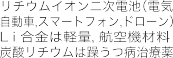 リチウムイオン二次電池(電気
自動車,スマートフォン,ドローン)
Li合金は軽量,航空機材料
炭酸リチウムは躁うつ病治療薬